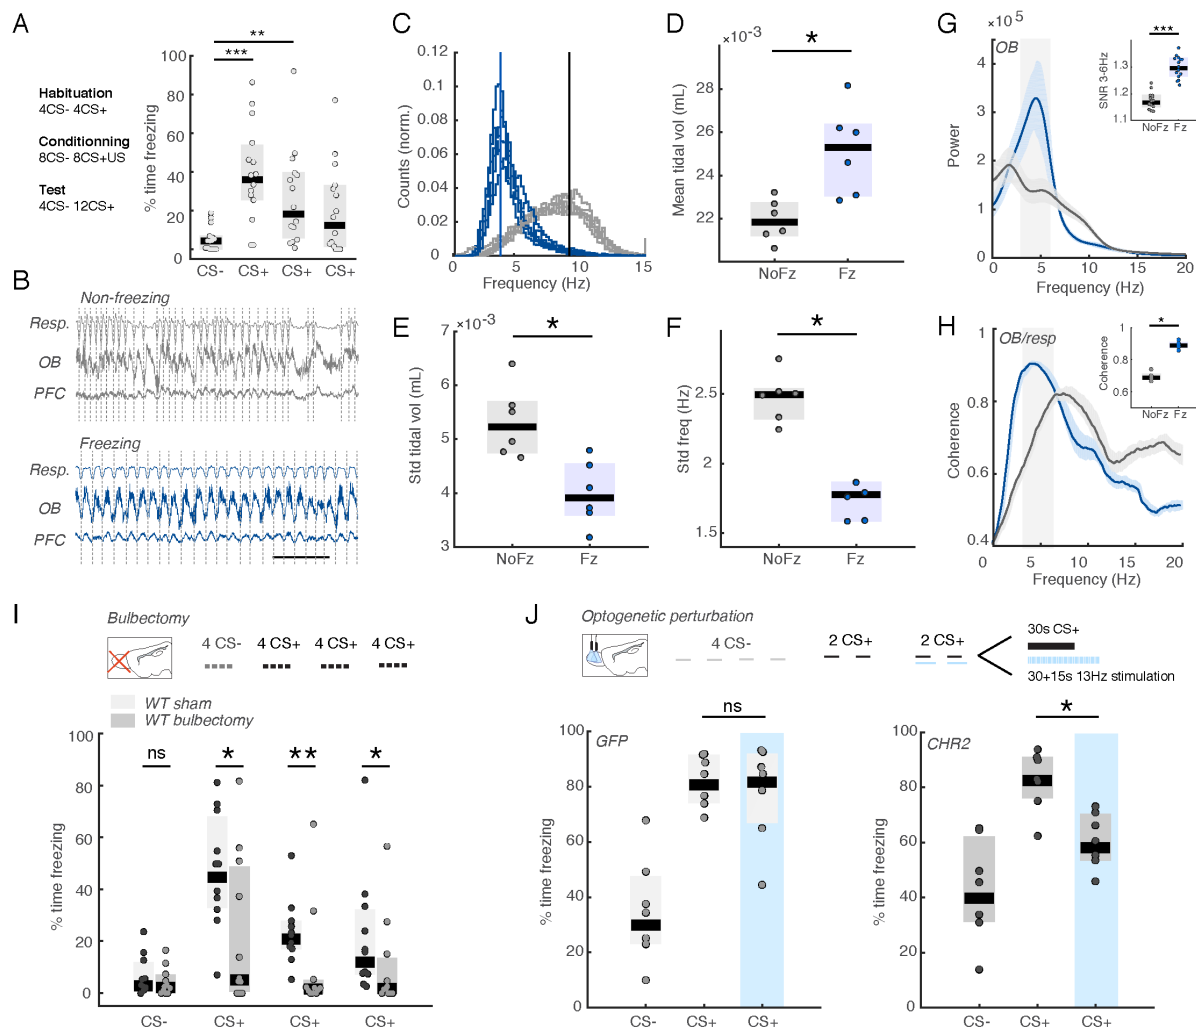 A
Habituation
4CS- 4CS+
Conditionning
8CS- 8CS+US
Test
4CS- 12CS+
% time freezing
100
80
60
40
20
0
***
**
CS-
CS+
CS+
CS+
B
Non-freezing
Resp.
OB
PFC
Freezing
Resp.
OB
PFC
C
Counts (norm.)
0.12
0.1
0.08
0.06
0.04
0.02
0
0
5
10
15
Frequency (Hz)
D
×10⁻³
Mean tidal vol (mL)
28
26
24
22
*
NoFz
Fz
E
×10⁻³
Std tidal vol (mL)
7
6
5
4
3
*
NoFz
Fz
F
Std freq (Hz)
2.5
2
1.5
*
NoFz
Fz
G
×10⁵
OB
Power
4
3
2
1
0
0
5
10
15
20
Frequency (Hz)
SNR 3-6Hz
1.3
1.2
1.1
***
NoFz
Fz
H
OB/resp
Coherence
1
0.8
0.6
0.4
0
5
10
15
20
Frequency (Hz)
Coherence
1
0.8
0.6
*
NoFz
Fz
I
Bulbectomy
4 CS-
4 CS+
4 CS+
4 CS+
WT sham
WT bulbectomy
% time freezing
100
80
60
40
20
0
ns
*
**
*
CS-
CS+
CS+
CS+
J
Optogenetic perturbation
4 CS-
2 CS+
2 CS+
30s CS+
30+15s 13Hz stimulation
GFP
% time freezing
100
80
60
40
20
0
ns
CS-
CS+
CS+
CHR2
% time freezing
100
80
60
40
20
0
*
CS-
CS+
CS+